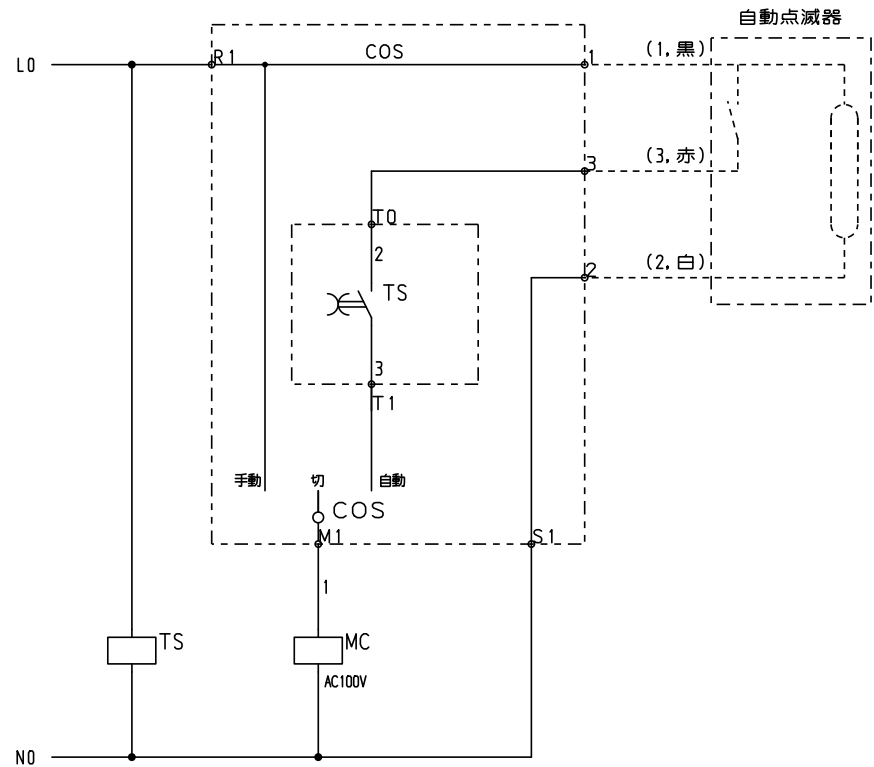 自動点滅器
L0
R1
COS
1
(1,黒)
3
(3,赤)
T0
2
2
(2,白)
TS
3
T1
手動
切
自動
COS
M1
S1
1
TS
MC
AC100V
N0